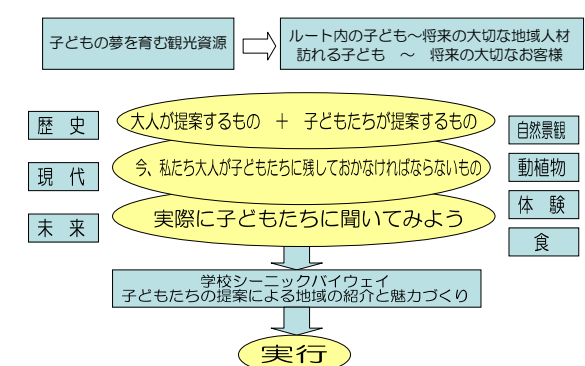 子どもの夢を育む観光資源
ルート内の子ども～将来の大切な地域人材
訪れる子ども　～　将来の大切なお客様
歴　史
現　代
未　来
大人が提案するもの　＋　子どもたちが提案するもの
今、私たち大人が子どもたちに残しておかなければならないもの
実際に子どもたちに聞いてみよう
自然景観
動植物
体　験
食
学校シーニックバイウェイ
子どもたちの提案による地域の紹介と魅力づくり
実行